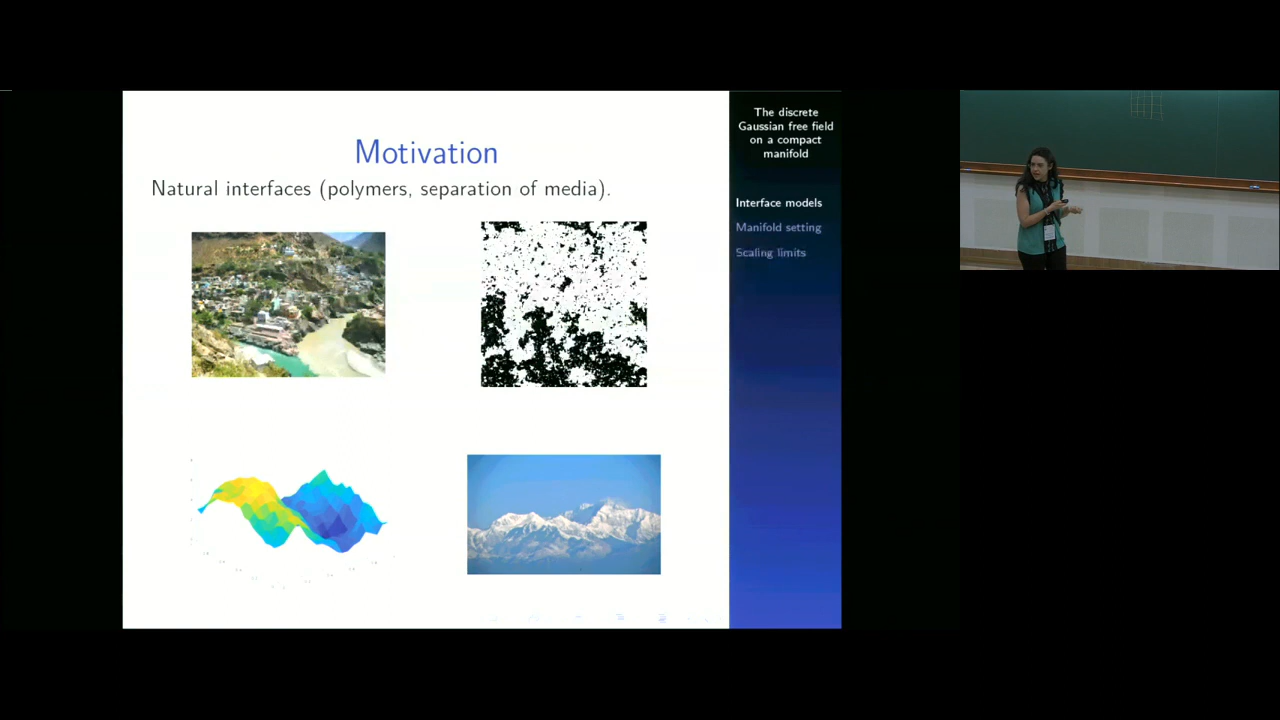 Motivation
Natural interfaces (polymers, separation of media).
The discrete
Gaussian free field
on a compact
manifold
Interface models
Manifold setting
Scaling limits